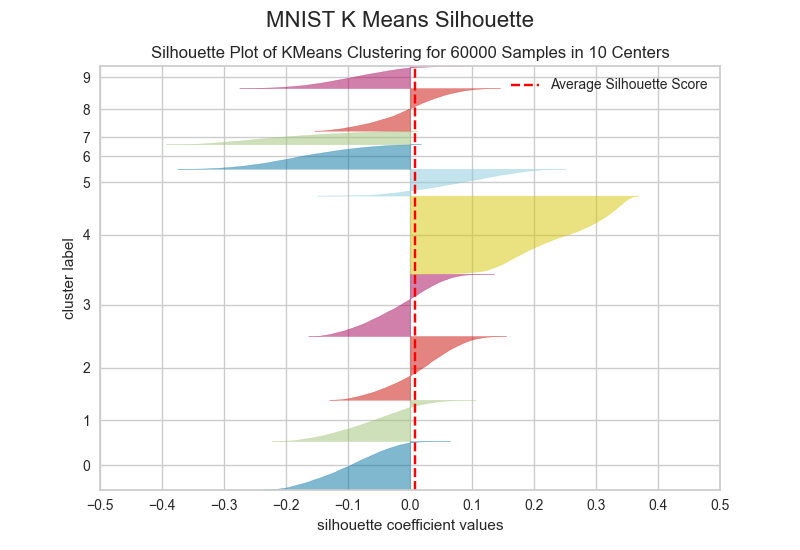 MNIST K Means Silhouette
Silhouette Plot of KMeans Clustering for 60000 Samples in 10 Centers
Average Silhouette Score
9
8
7
6
5
4
3
2
1
0
cluster label
−0.5 −0.4 −0.3 −0.2 −0.1 0.0 0.1 0.2 0.3 0.4 0.5
silhouette coefficient values